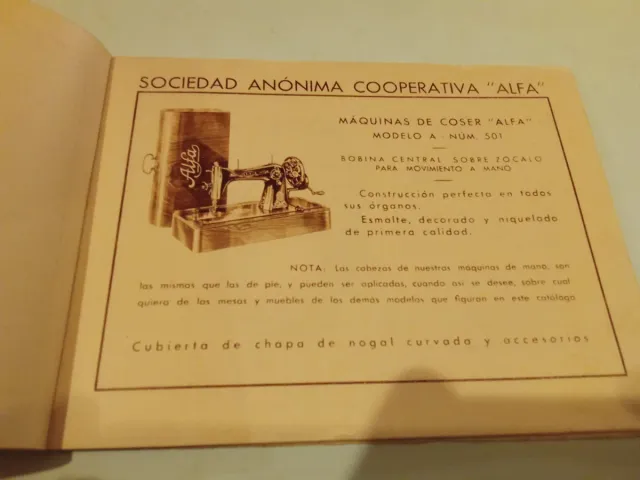 SOCIEDAD ANÓNIMA COOPERATIVA "ALFA"
Alfa
MÁQUINAS DE COSER "ALFA"
MODELO A - NÚM. 501
BOBINA CENTRAL SOBRE ZÓCALO
PARA MOVIMIENTO A MANO
Construcción perfecta en todos
sus órganos.
Esmalte, decorado y niquelado
de primera calidad.
NOTA: Las cabezas de nuestras máquinas de mano, son
las mismas que las de pie, y pueden ser aplicadas, cuando así se desee, sobre cual
quiera de las mesas y muebles de los demás modelos que figuran en este catálogo
Cubierta de chapa de nogal curvada y accesorios